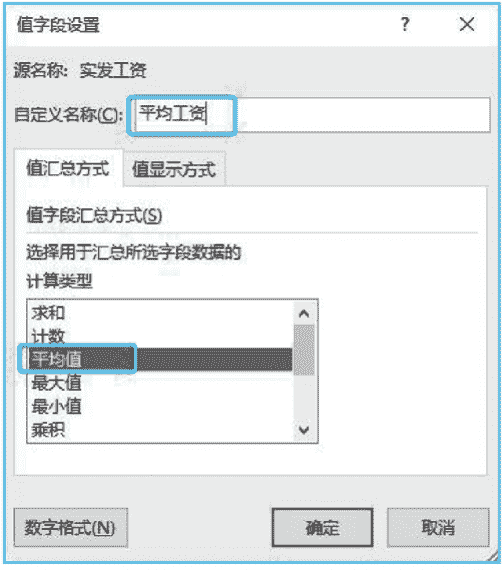 值字段设置 ?
源名称: 实发工资
自定义名称(C): 平均工资
值汇总方式 值显示方式
值字段汇总方式(S)
选择用于汇总所选字段数据的
计算类型
求和
计数
平均值
最大值
最小值
乘积
数字格式(N) 确定 取消